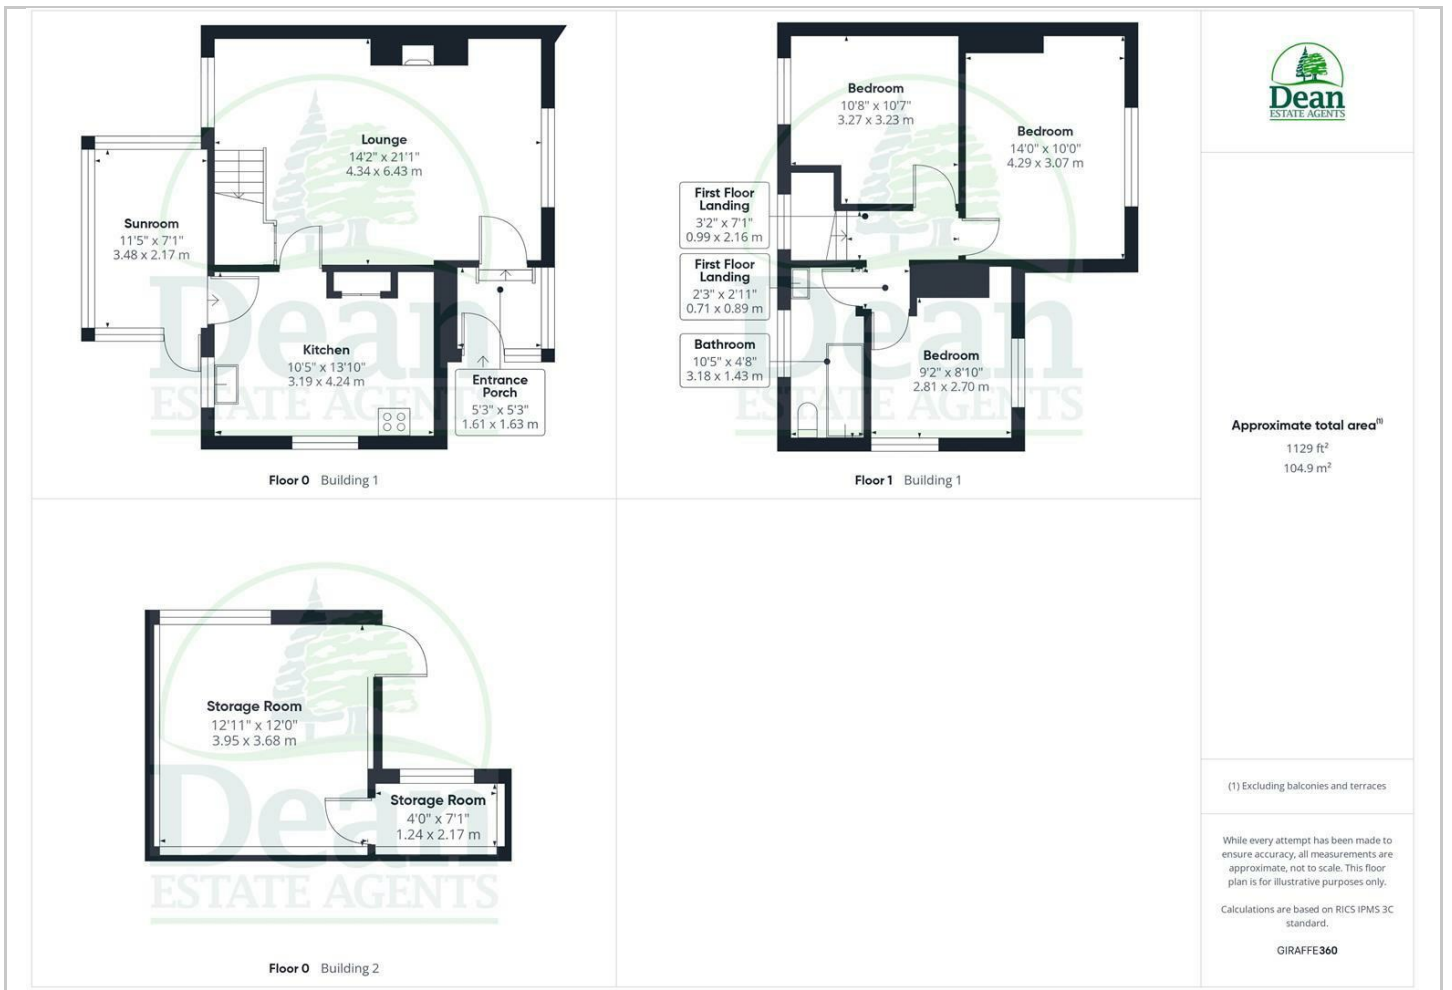 Lounge
14'2" x 21'1"
4.34 x 6.43 m
Sunroom
11'5" x 7'1"
3.48 x 2.17 m
Kitchen
10'5" x 13'10"
3.19 x 4.24 m
Entrance
Porch
5'3" x 5'3"
1.61 x 1.63 m
Dean
ESTATE AGENTS
Floor 0 Building 1
Bedroom
10'8" x 10'7"
3.27 x 3.23 m
Bedroom
14'0" x 10'0"
4.29 x 3.07 m
First Floor
Landing
3'2" x 7'1"
0.99 x 2.16 m
First Floor
Landing
2'3" x 2'11"
0.71 x 0.89 m
Bathroom
10'5" x 4'8"
3.18 x 1.43 m
Bedroom
9'2" x 8'10"
2.81 x 2.70 m
Dean
ESTATE AGENTS
Floor 1 Building 1
Storage Room
12'11" x 12'0"
3.95 x 3.68 m
Storage Room
4'0" x 7'1"
1.24 x 2.17 m
Dean
ESTATE AGENTS
Floor 0 Building 2
Dean
ESTATE AGENTS
Approximate total area(1)
1129 ft²
104.9 m²
(1) Excluding balconies and terraces
While every attempt has been made to
ensure accuracy, all measurements are
approximate, not to scale. This floor
plan is for illustrative purposes only.
Calculations are based on RICS IPMS 3C
standard.
GIRAFFE360